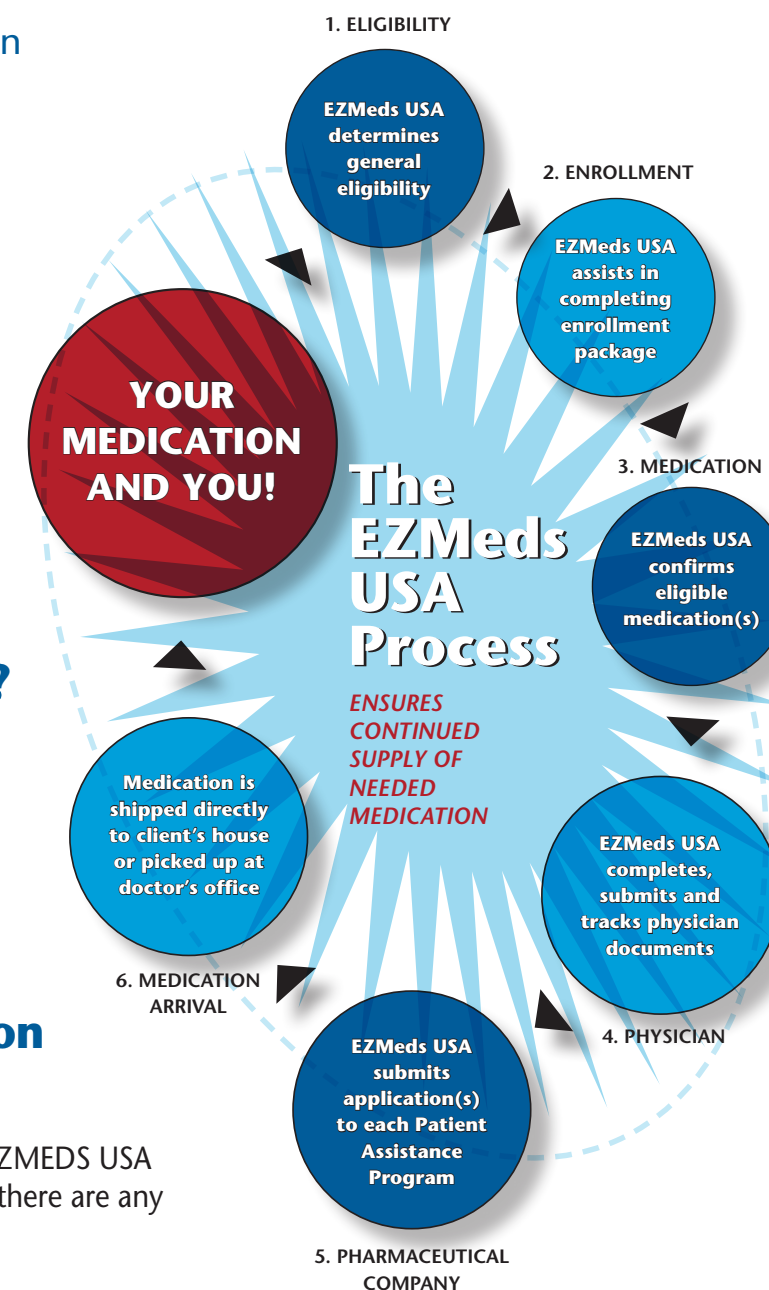 n
1. ELIGIBILITY
EZMeds USA
determines
general
eligibility
2. ENROLLMENT
EZMeds USA
assists in
completing
enrollment
package
YOUR
MEDICATION
AND YOU!
3. MEDICATION
EZMeds USA
confirms
eligible
medication(s)
The
EZMeds
USA
Process
ENSURES
CONTINUED
SUPPLY OF
NEEDED
MEDICATION
?
EZMeds USA
completes,
submits and
tracks physician
documents
4. PHYSICIAN
Medication is
shipped directly
to client's house
or picked up at
doctor's office
6. MEDICATION
ARRIVAL
on
EZMeds USA
submits
application(s)
to each Patient
Assistance
Program
5. PHARMACEUTICAL
COMPANY
ZMEDS USA
there are any